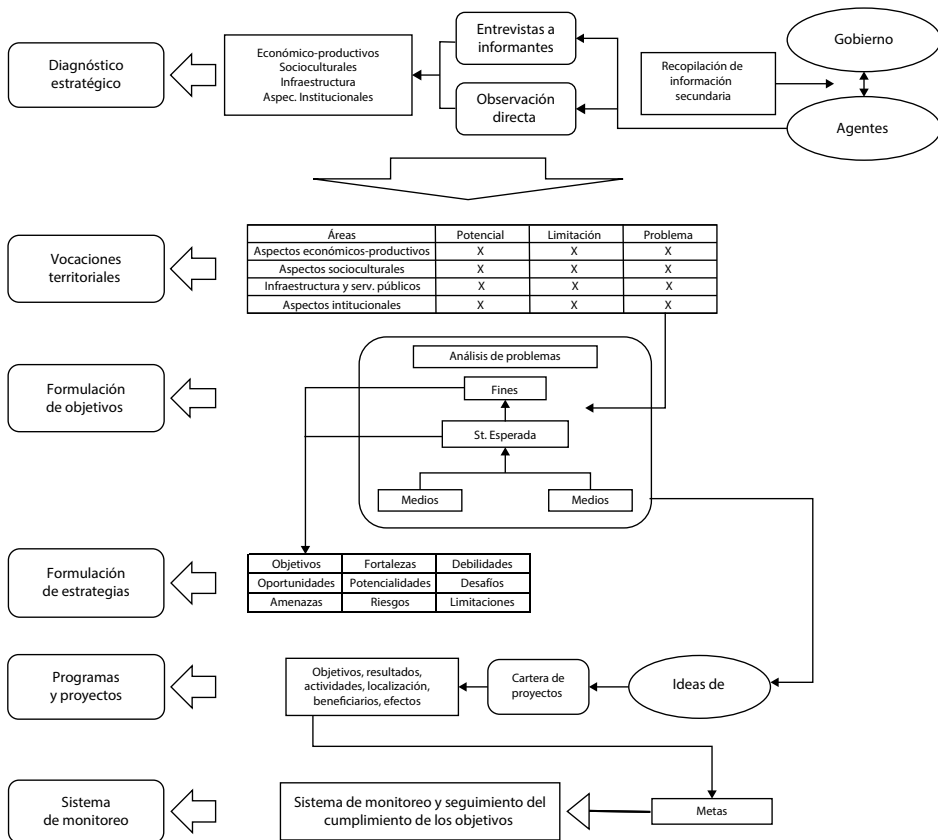 Diagnóstico
estratégico
Económico-productivos
Socioculturales
Infraestructura
Aspec. Institucionales
Entrevistas a
informantes
Observación
directa
Recopilación de
información
secundaria
Gobierno
Agentes
Vocaciones
territoriales
Áreas Potencial Limitación Problema
Aspectos económicos-productivos X X X
Aspectos socioculturales X X X
Infraestructura y serv. públicos X X X
Aspectos intitucionales X X X
Formulación
de objetivos
Análisis de problemas
Fines
St. Esperada
Medios Medios
Formulación
de estrategias
Objetivos Fortalezas Debilidades
Oportunidades Potencialidades Desafíos
Amenazas Riesgos Limitaciones
Programas
y proyectos
Objetivos, resultados,
actividades, localización,
beneficiarios, efectos
Cartera de
proyectos
Ideas de
Sistema
de monitoreo
Sistema de monitoreo y seguimiento del
cumplimiento de los objetivos
Metas